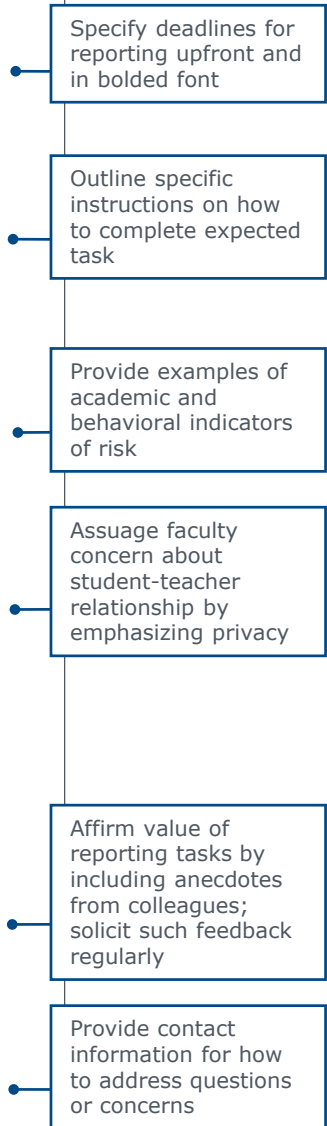 Specify deadlines for
reporting upfront and
in bolded font
Outline specific
instructions on how
to complete expected
task
Provide examples of
academic and
behavioral indicators
of risk
Assuage faculty
concern about
student-teacher
relationship by
emphasizing privacy
Affirm value of
reporting tasks by
including anecdotes
from colleagues;
solicit such feedback
regularly
Provide contact
information for how
to address questions
or concerns